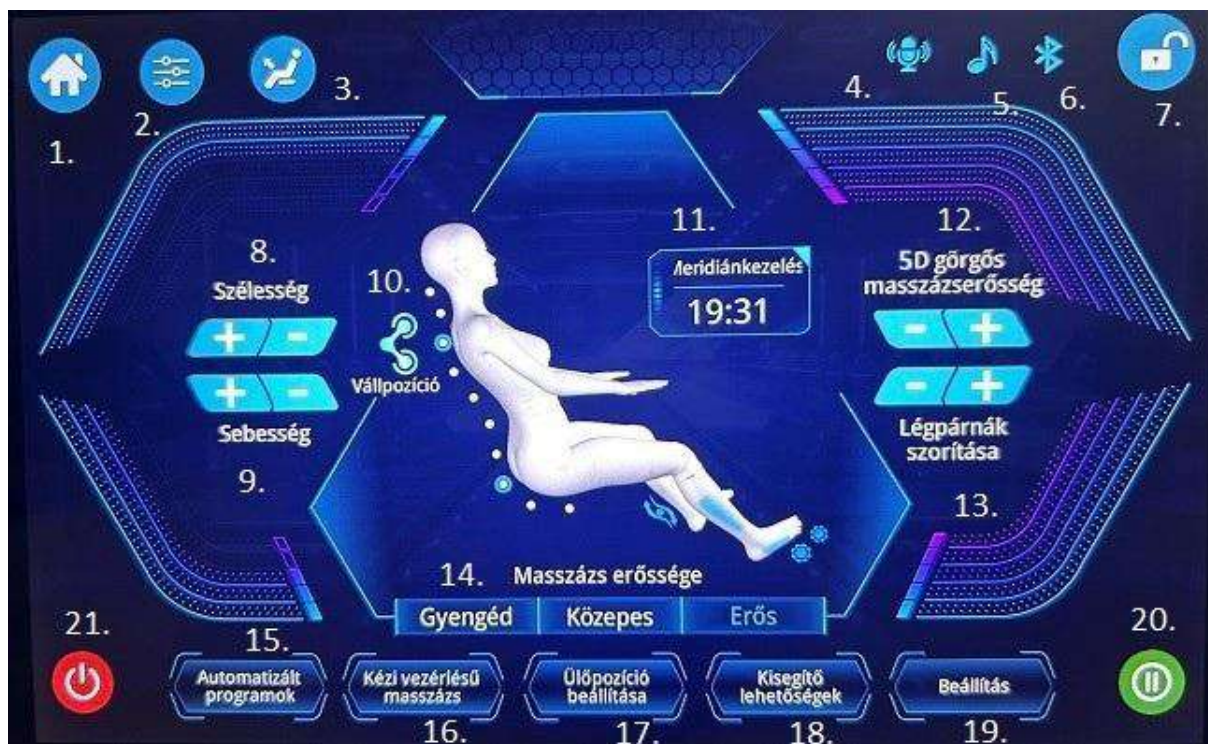 3.
4.
5.
6.
2.
7.
1.
11.
12.
8.
5D görgős
masszázserősség
10.
Meridiánkezelés
Szélesség
19:31
+ -
- +
Vállpozíció
+ -
- +
Sebesség
Légpárnák
szorítása
9.
13.
14.
Masszázs erőssége
Gyengéd
Közepes
Erős
21.
20.
15.
Automatizált
programok
Kézi vezérlésű
masszázs
Ülőpozíció
beállítása
Kisegítő
lehetőségek
Beállítás
16.
17.
18.
19.